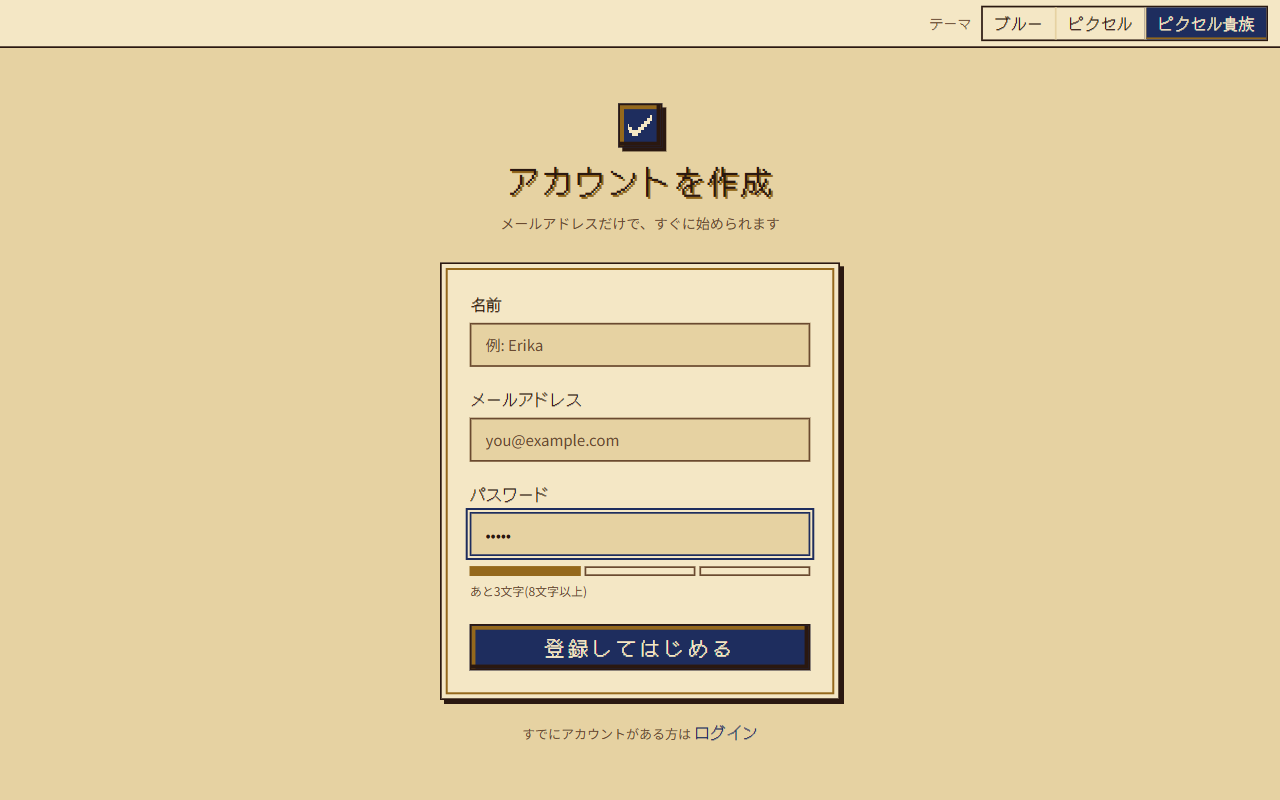 テーマ ブルー ピクセル ピクセル貴族
アカウントを作成
メールアドレスだけで、すぐに始められます
名前
例: Erika
メールアドレス
you@example.com
パスワード
•••••
あと3文字(8文字以上)
登録してはじめる
すでにアカウントがある方は ログイン